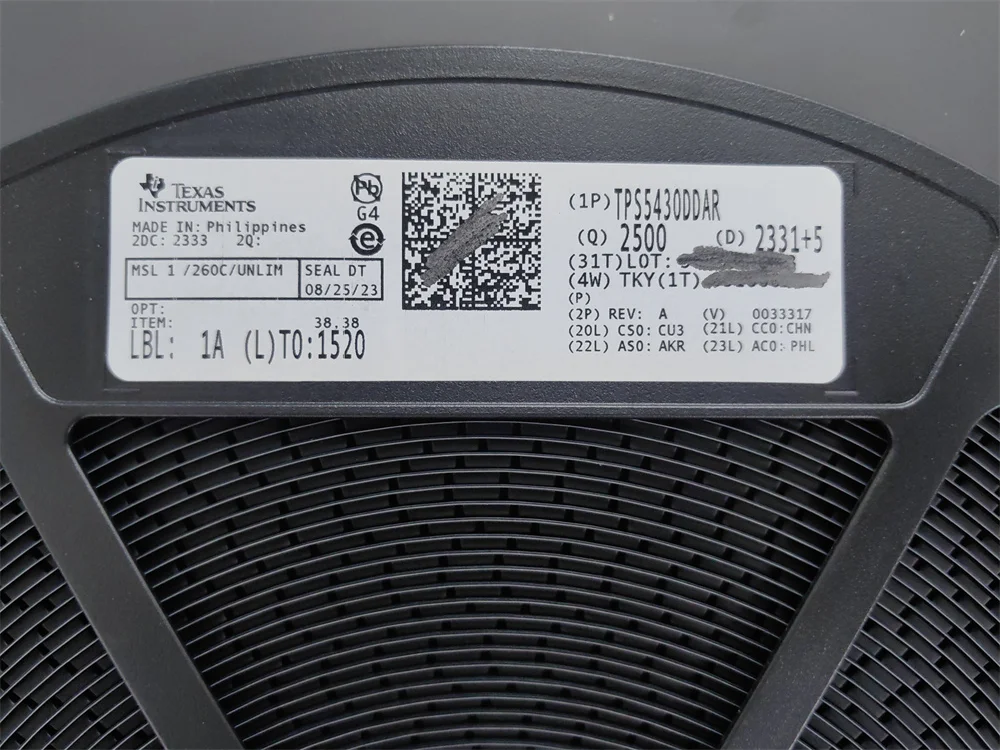 TEXAS
INSTRUMENTS
MADE IN: Philippines
2DC: 2333 2Q:
MSL 1 /260C/UNLIM
SEAL DT
08/25/23
OPT:
ITEM:
38,38
LBL: 1A (L)TO:1520
Pb
G4
e
(1P) TPS5430DDAR
(Q) 2500 (D) 2331+5
(31T)LOT:
(4W) TKY(1T)
(P)
(2P) REV: A (V) 0033317
(20L) CSO: CU3 (21L) CCO:CHN
(22L) ASO: AKR (23L) ACO: PHL